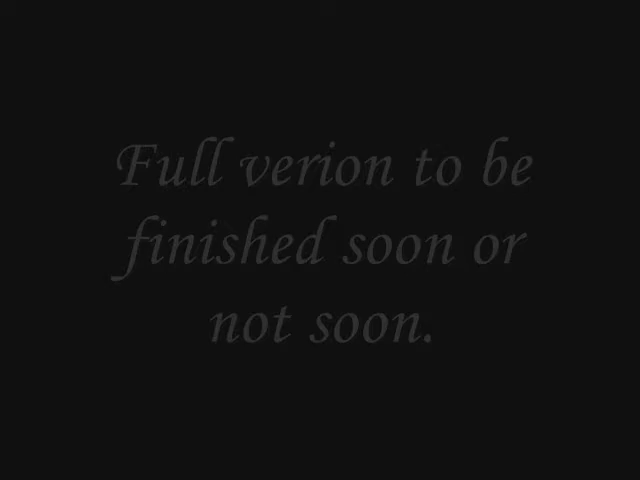 Full verion to be
finished soon or
not soon.